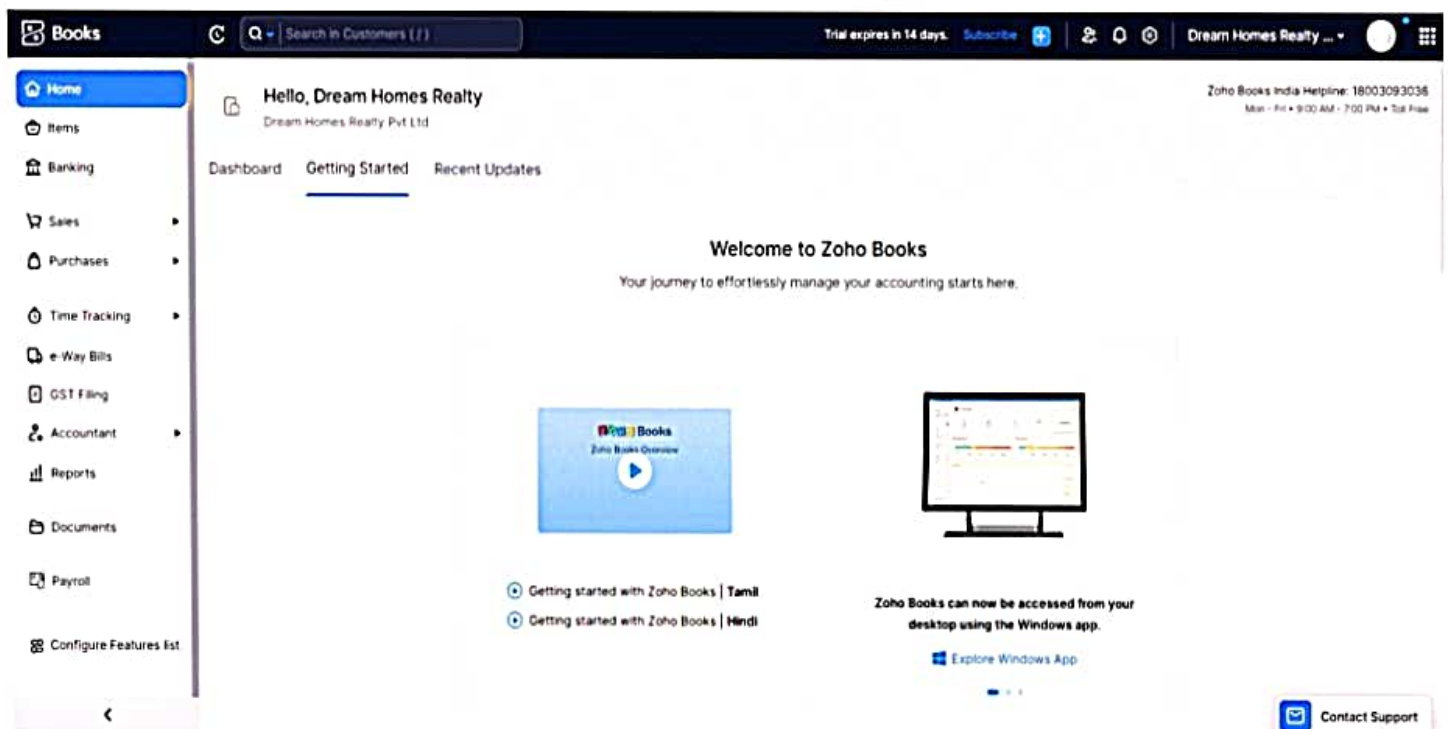 Books
Search in Customers ( / )
Trial expires in 14 days.
Subscribe
Dream Homes Realty ...
Home
Items
Banking
Sales
Purchases
Time Tracking
e-Way Bills
GST Filing
Accountant
Reports
Documents
Payroll
Configure Features list
Hello, Dream Homes Realty
Dream Homes Realty Pvt Ltd
Zoho Books India Helpline: 18003093036
Mon - Fri • 9:00 AM - 7:00 PM • Toll Free
Dashboard
Getting Started
Recent Updates
Welcome to Zoho Books
Your journey to effortlessly manage your accounting starts here.
Books
Zoho Books Overview
Getting started with Zoho Books | Tamil
Getting started with Zoho Books | Hindi
Zoho Books can now be accessed from your
desktop using the Windows app.
Explore Windows App
Contact Support